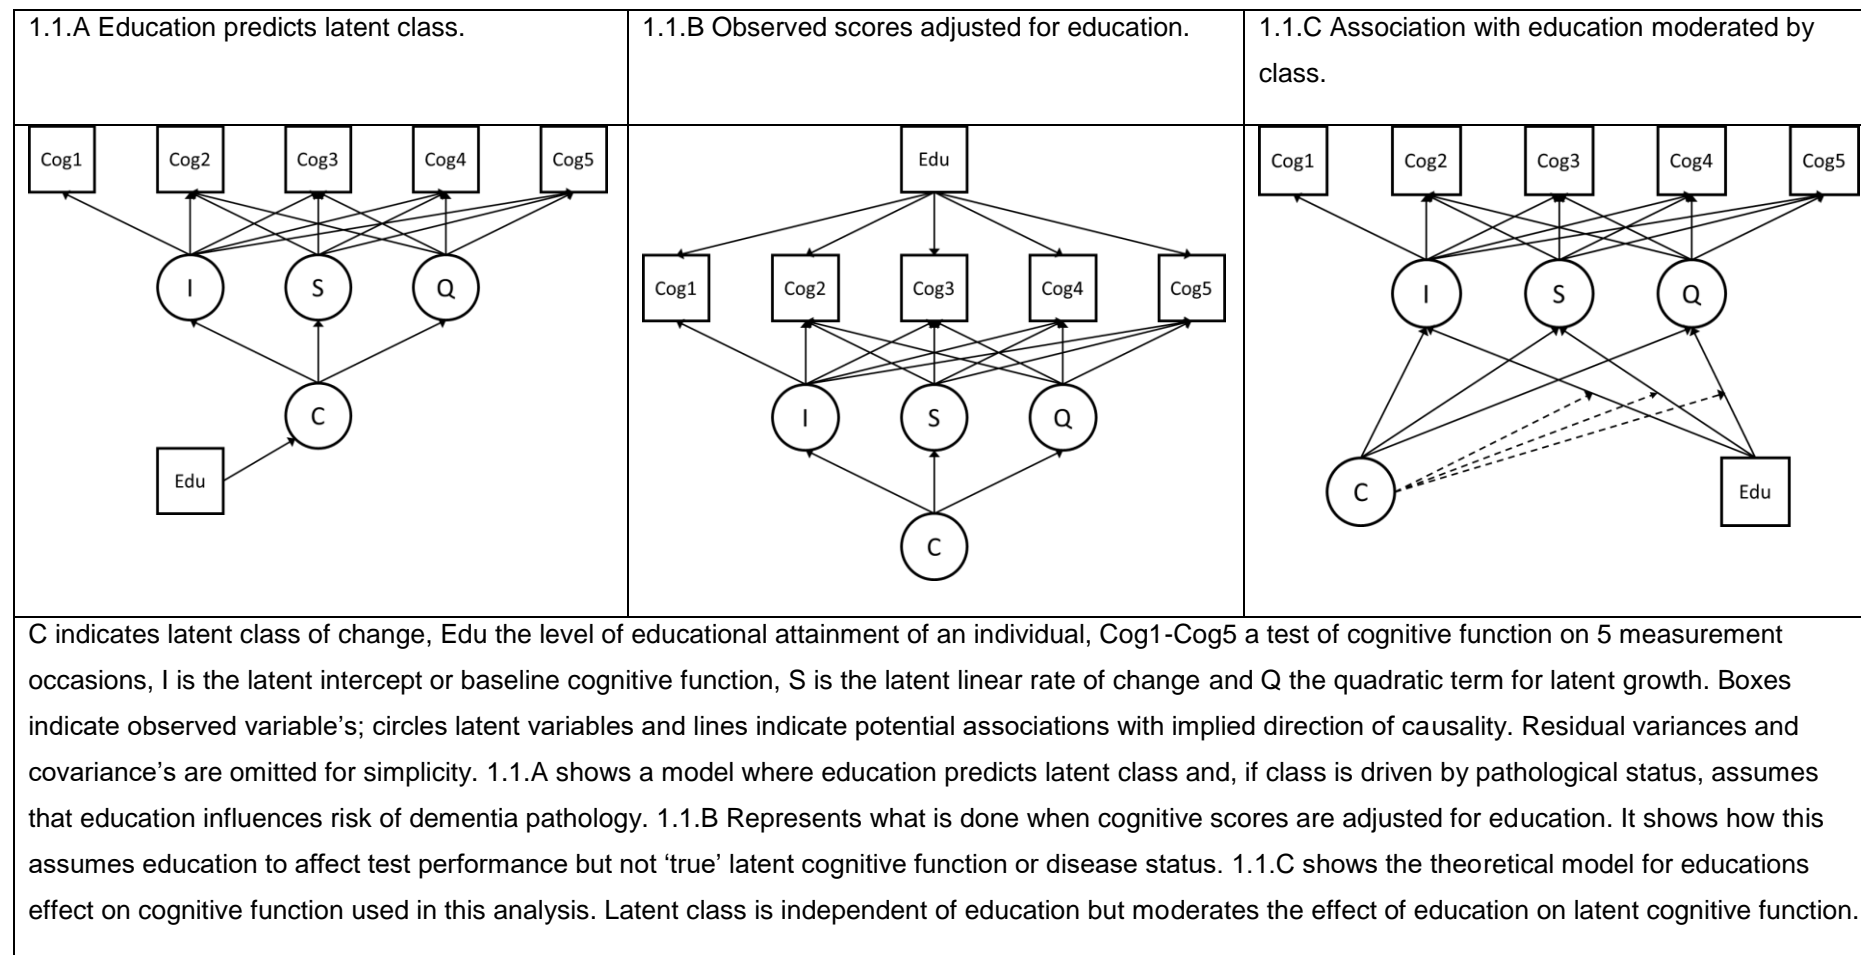 1.1.A Education predicts latent class.
1.1.B Observed scores adjusted for education.
1.1.C Association with education moderated by
class.
Cog1
Cog2
Cog3
Cog4
Cog5
I
S
Q
C
Edu
Edu
Cog1
Cog2
Cog3
Cog4
Cog5
I
S
Q
C
Cog1
Cog2
Cog3
Cog4
Cog5
I
S
Q
C
Edu
C indicates latent class of change, Edu the level of educational attainment of an individual, Cog1-Cog5 a test of cognitive function on 5 measurement
occasions, I is the latent intercept or baseline cognitive function, S is the latent linear rate of change and Q the quadratic term for latent growth. Boxes
indicate observed variable's; circles latent variables and lines indicate potential associations with implied direction of causality. Residual variances and
covariance's are omitted for simplicity. 1.1.A shows a model where education predicts latent class and, if class is driven by pathological status, assumes
that education influences risk of dementia pathology. 1.1.B Represents what is done when cognitive scores are adjusted for education. It shows how this
assumes education to affect test performance but not 'true' latent cognitive function or disease status. 1.1.C shows the theoretical model for educations
effect on cognitive function used in this analysis. Latent class is independent of education but moderates the effect of education on latent cognitive function.